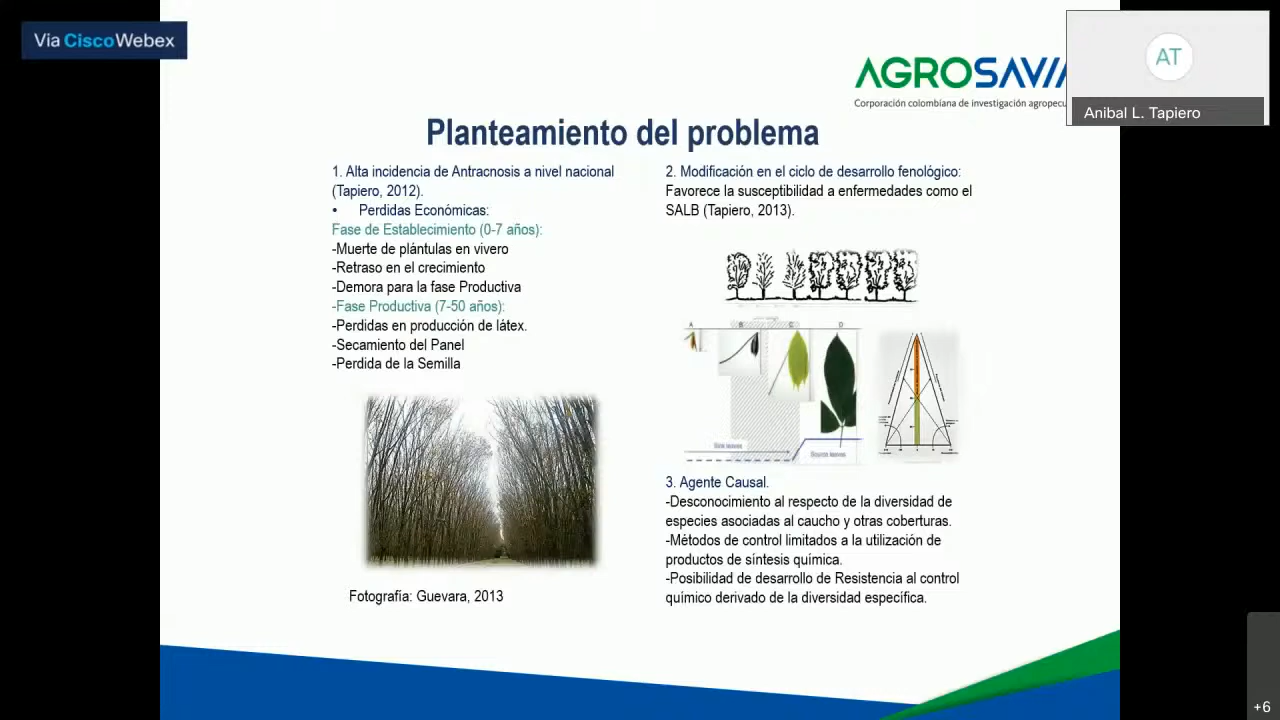 Vía CiscoWebex
AGROSAVIA
Corporación colombiana de investigación agropecu
AT
Anibal L. Tapiero
Planteamiento del problema
1. Alta incidencia de Antracnosis a nivel nacional
(Tapiero, 2012).
• Perdidas Económicas:
Fase de Establecimiento (0-7 años):
-Muerte de plántulas en vivero
-Retraso en el crecimiento
-Demora para la fase Productiva
-Fase Productiva (7-50 años):
-Perdidas en producción de látex.
-Secamiento del Panel
-Perdida de la Semilla
Fotografía: Guevara, 2013
2. Modificación en el ciclo de desarrollo fenológico:
Favorece la susceptibilidad a enfermedades como el
SALB (Tapiero, 2013).
A B C D
Sink leaves
Source leaves
3. Agente Causal.
-Desconocimiento al respecto de la diversidad de
especies asociadas al caucho y otras coberturas.
-Métodos de control limitados a la utilización de
productos de síntesis química.
-Posibilidad de desarrollo de Resistencia al control
químico derivado de la diversidad específica.
+6